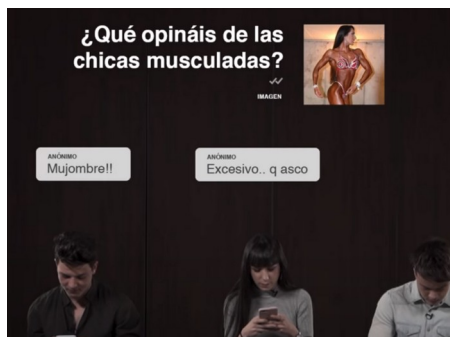 ¿Qué opináis de las
chicas musculadas?
IMAGEN
ANÓNIMO
Mujombre!!
ANÓNIMO
Excesivo.. q asco